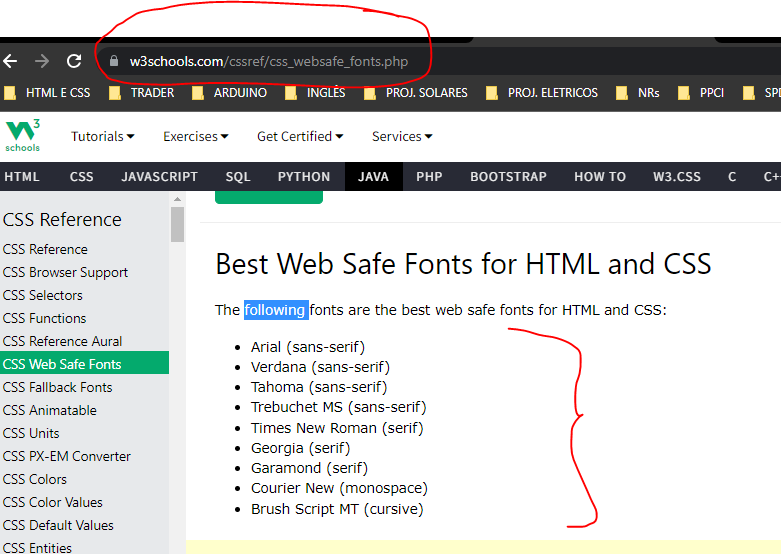 w3schools.com/cssref/css_websafe_fonts.php
HTML E CSS TRADER ARDUINO INGLÊS PROJ. SOLARES PROJ. ELETRICOS NRs PPCI SPD
W3 schools Tutorials Exercises Get Certified Services
HTML CSS JAVASCRIPT SQL PYTHON JAVA PHP BOOTSTRAP HOW TO W3.CSS C C+
CSS Reference
CSS Reference
CSS Browser Support
CSS Selectors
CSS Functions
CSS Reference Aural
CSS Web Safe Fonts
CSS Fallback Fonts
CSS Animatable
CSS Units
CSS PX-EM Converter
CSS Colors
CSS Color Values
CSS Default Values
CSS Entities
Best Web Safe Fonts for HTML and CSS
The following fonts are the best web safe fonts for HTML and CSS:
• Arial (sans-serif)
• Verdana (sans-serif)
• Tahoma (sans-serif)
• Trebuchet MS (sans-serif)
• Times New Roman (serif)
• Georgia (serif)
• Garamond (serif)
• Courier New (monospace)
• Brush Script MT (cursive)